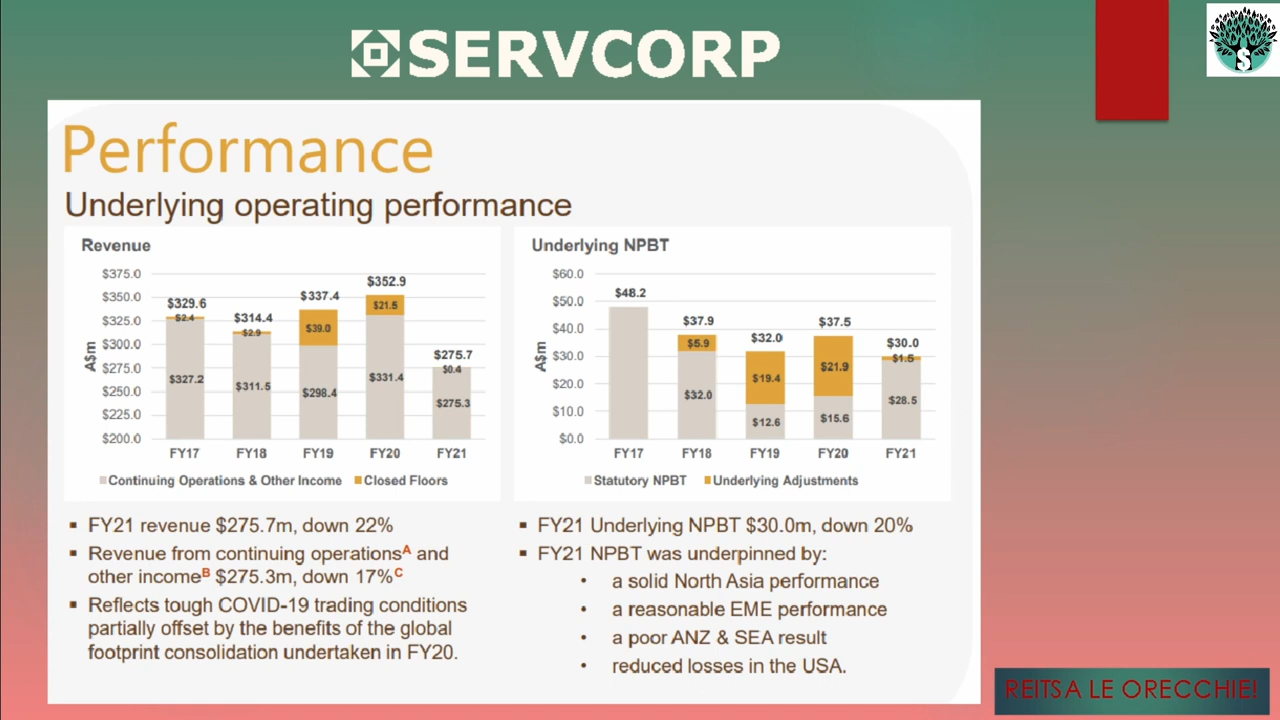 SERVCORP
$
Performance
Underlying operating performance
Revenue
$375.0
$350.0
$325.0
$300.0
$275.0
$250.0
$225.0
$200.0
A$m
$329.6
$2.4
$327.2
$314.4
$2.9
$311.5
$337.4
$39.0
$298.4
$352.9
$21.5
$331.4
$275.7
$0.4
$275.3
FY17 FY18 FY19 FY20 FY21
Continuing Operations & Other Income Closed Floors
Underlying NPBT
$60.0
$50.0
$40.0
$30.0
$20.0
$10.0
$0.0
A$m
$48.2
$37.9
$5.9
$32.0
$32.0
$19.4
$12.6
$37.5
$21.9
$15.6
$30.0
$1.5
$28.5
FY17 FY18 FY19 FY20 FY21
Statutory NPBT Underlying Adjustments
▪ FY21 revenue $275.7m, down 22%
▪ Revenue from continuing operationsA and
other incomeB $275.3m, down 17%C
▪ Reflects tough COVID-19 trading conditions
partially offset by the benefits of the global
footprint consolidation undertaken in FY20.
▪ FY21 Underlying NPBT $30.0m, down 20%
▪ FY21 NPBT was underpinned by:
• a solid North Asia performance
• a reasonable EME performance
• a poor ANZ & SEA result
• reduced losses in the USA.
REITSA LE ORECCHIE!